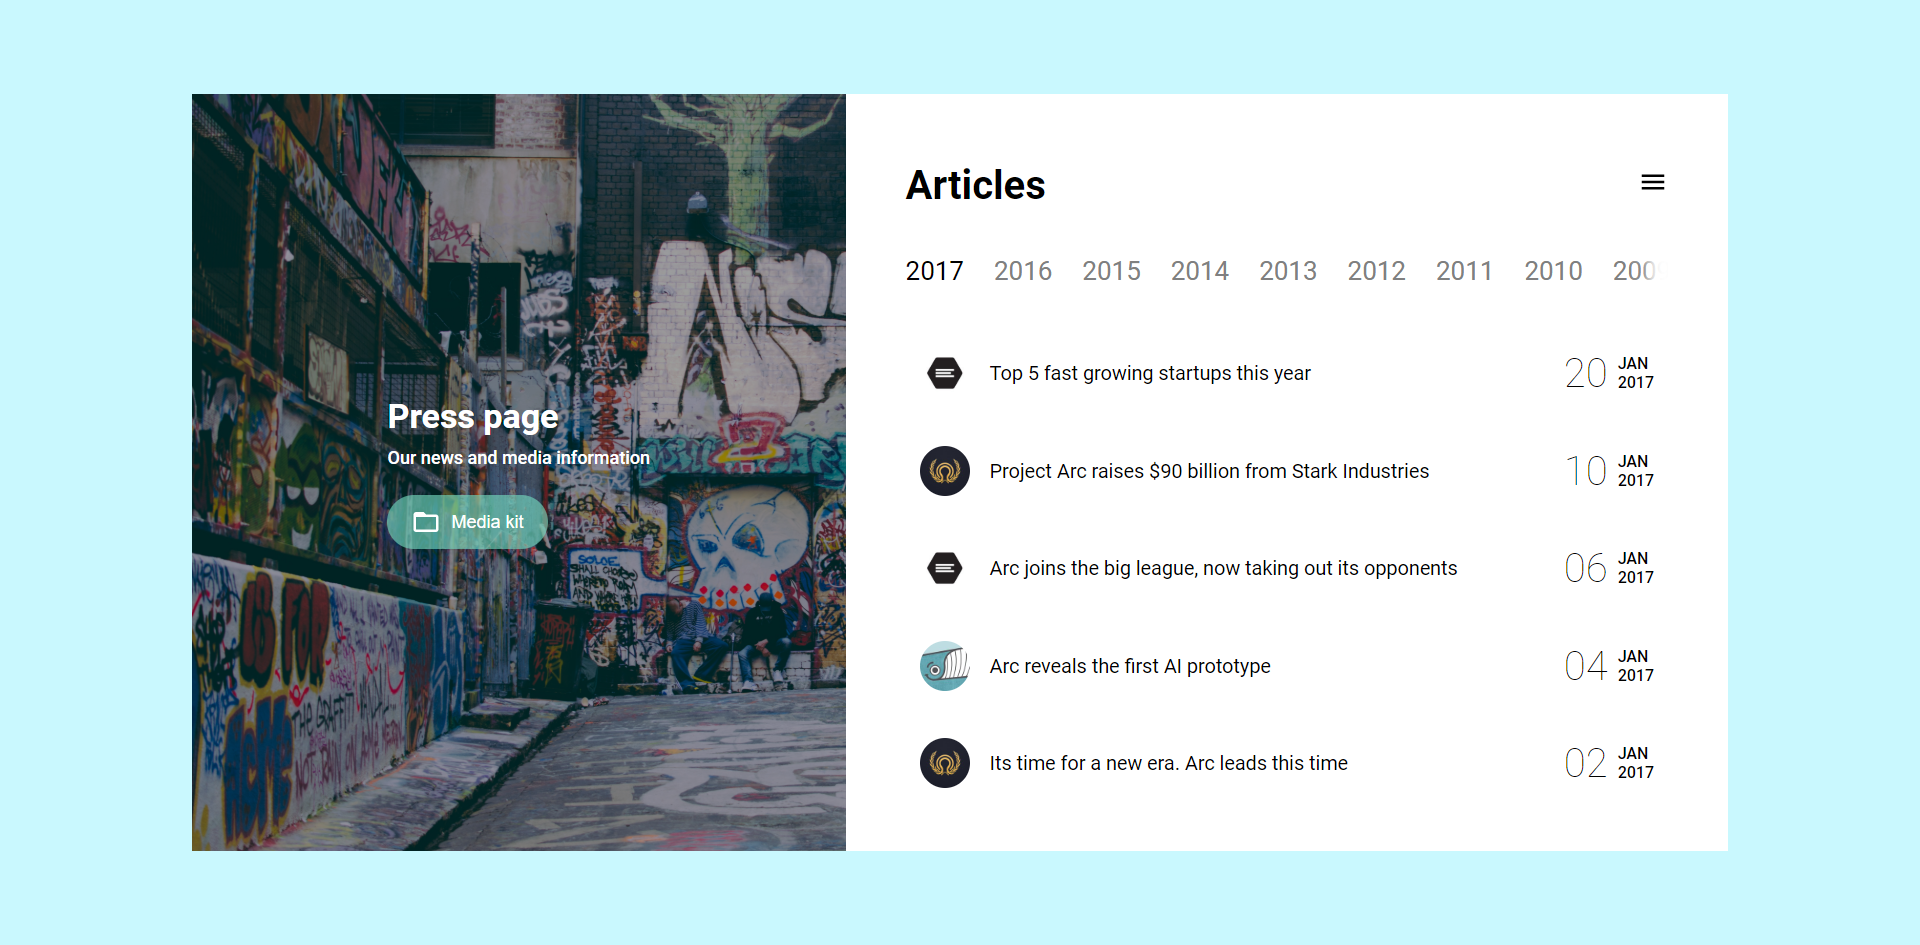 Press page
Our news and media information
Media kit
Articles
2017 2016 2015 2014 2013 2012 2011 2010
Top 5 fast growing startups this year
20 JAN 2017
Project Arc raises $90 billion from Stark Industries
10 JAN 2017
Arc joins the big league, now taking out its opponents
06 JAN 2017
Arc reveals the first AI prototype
04 JAN 2017
Its time for a new era. Arc leads this time
02 JAN 2017